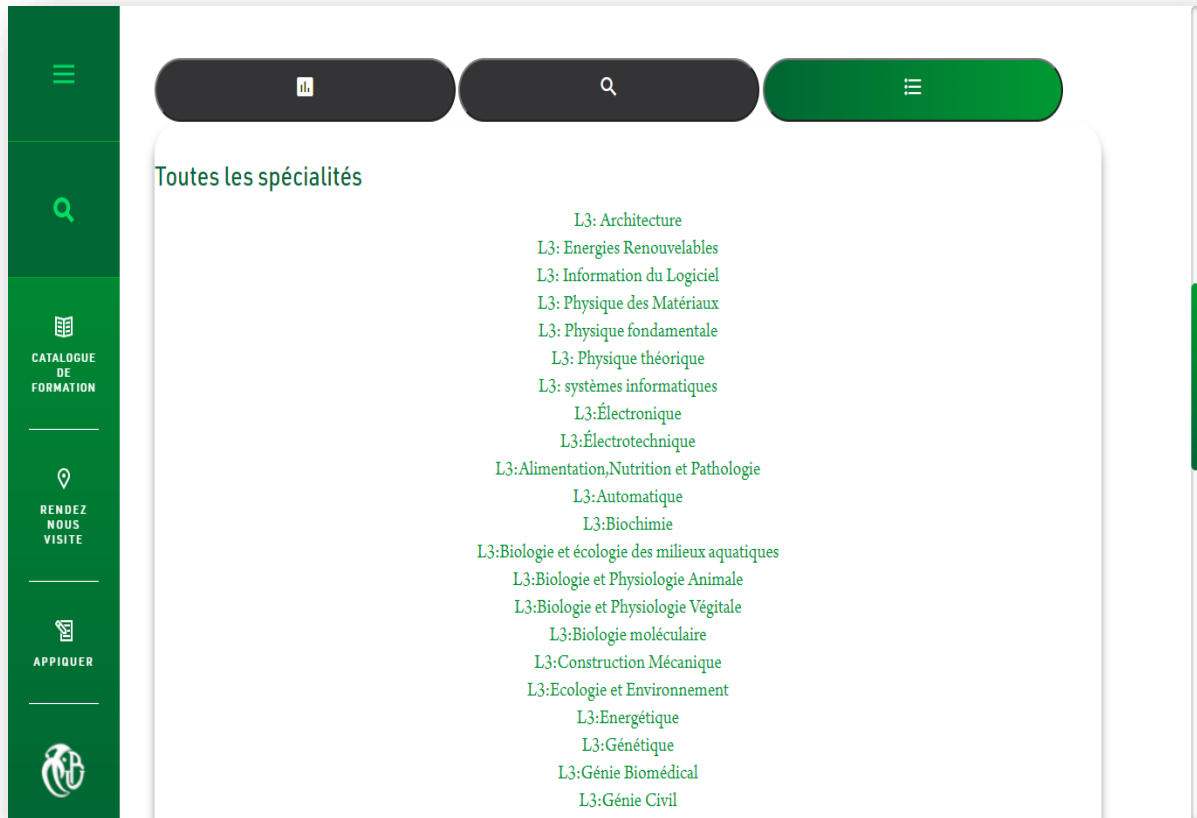 Toutes les spécialités
L3: Architecture
L3: Energies Renouvelables
L3: Information du Logiciel
L3: Physique des Matériaux
L3: Physique fondamentale
L3: Physique théorique
L3: systèmes informatiques
L3:Électronique
L3:Électrotechnique
L3:Alimentation,Nutrition et Pathologie
L3:Automatique
L3:Biochimie
L3:Biologie et écologie des milieux aquatiques
L3:Biologie et Physiologie Animale
L3:Biologie et Physiologie Végitale
L3:Biologie moléculaire
L3:Construction Mécanique
L3:Ecologie et Environnement
L3:Energétique
L3:Génétique
L3:Génie Biomédical
L3:Génie Civil
CATALOGUE
DE
FORMATION
RENDEZ
NOUS
VISITE
APPIQUER